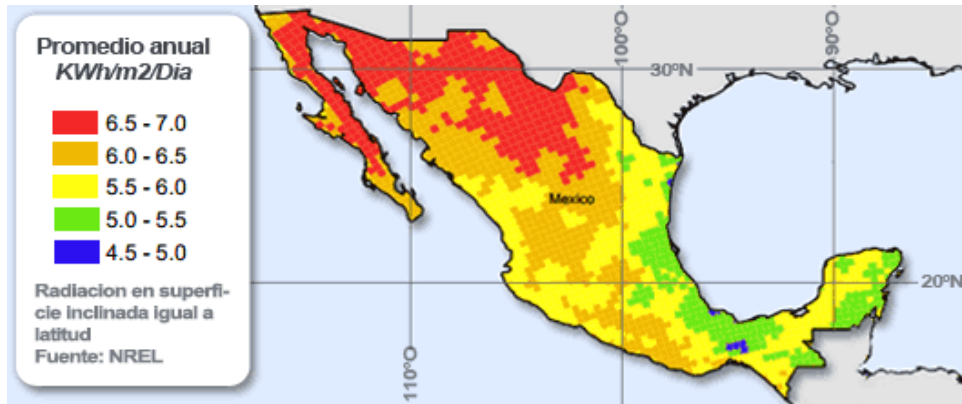 Promedio anual
KWh/m2/Dia
6.5 - 7.0
6.0 - 6.5
5.5 - 6.0
5.0 - 5.5
4.5 - 5.0
Radiacion en superfi-
cie inclinada igual a
latitud
Fuente: NREL
110ºO
100ºO
90ºO
30ºN
20ºN
Mexico